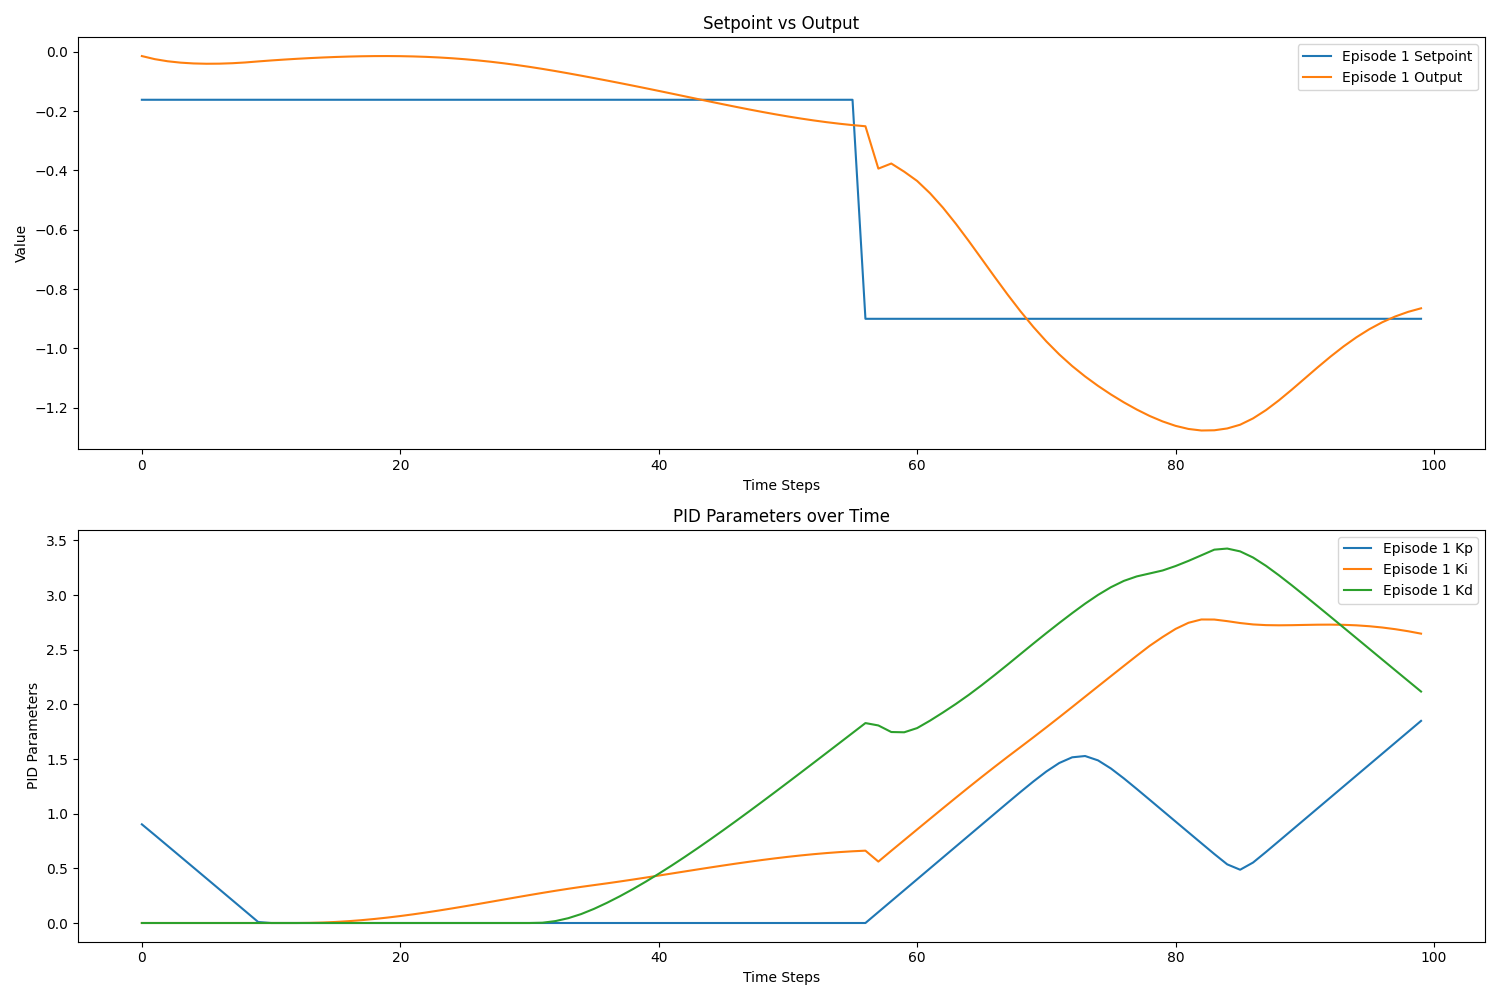 Setpoint vs Output
Episode 1 Setpoint
Episode 1 Output
Value
0.0
−0.2
−0.4
−0.6
−0.8
−1.0
−1.2
0 20 40 60 80 100
Time Steps
PID Parameters over Time
Episode 1 Kp
Episode 1 Ki
Episode 1 Kd
PID Parameters
3.5
3.0
2.5
2.0
1.5
1.0
0.5
0.0
0 20 40 60 80 100
Time Steps